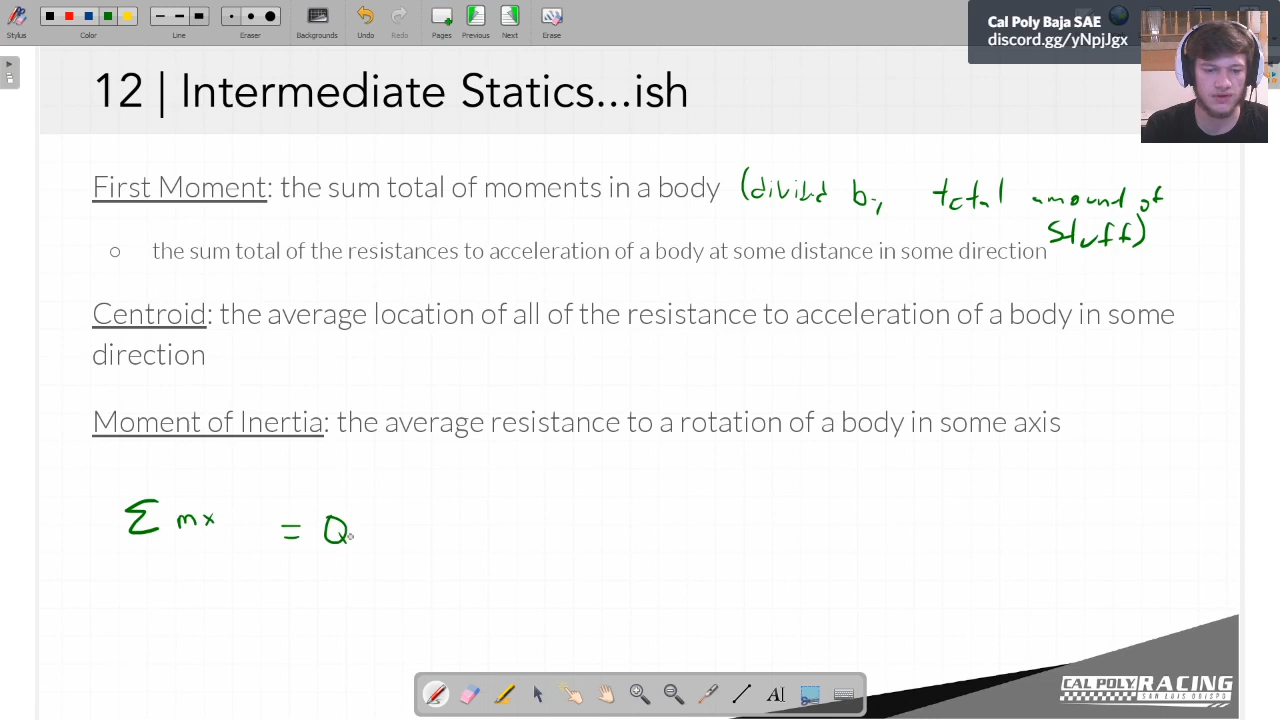 Stylus
Color
Line
Eraser
Backgrounds
Undo
Redo
Pages
Previous
Next
Erase
Cal Poly Baja SAE
discord.gg/yNpjJgx
12 | Intermediate Statics...ish
First Moment: the sum total of moments in a body (divided by total amount of
stuff)
○ the sum total of the resistances to acceleration of a body at some distance in some direction
Centroid: the average location of all of the resistance to acceleration of a body in some
direction
Moment of Inertia: the average resistance to a rotation of a body in some axis
Σ mx = Q
CAL POLY RACING
SAN LUIS OBISPO
AI